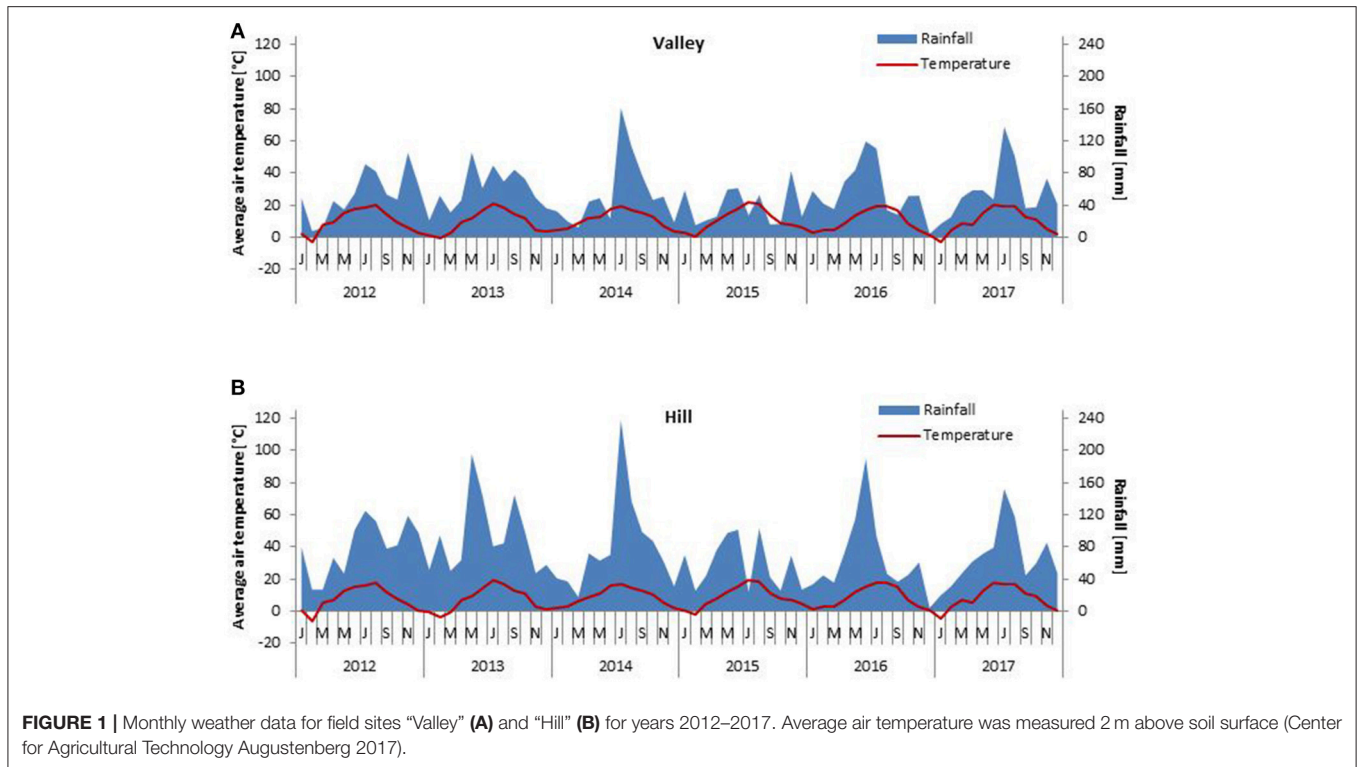 A
Valley
Rainfall
Temperature
Average air temperature [°C]
120
100
80
60
40
20
0
-20
Rainfall [mm]
240
200
160
120
80
40
0
J M M J S N J M M J S N J M M J S N J M M J S N J M M J S N J M M J S N
2012 2013 2014 2015 2016 2017
B
Hill
Rainfall
Temperature
Average air temperature [°C]
120
100
80
60
40
20
0
-20
Rainfall [mm]
240
200
160
120
80
40
0
J M M J S N J M M J S N J M M J S N J M M J S N J M M J S N J M M J S N
2012 2013 2014 2015 2016 2017
FIGURE 1 | Monthly weather data for field sites “Valley” (A) and “Hill” (B) for years 2012–2017. Average air temperature was measured 2 m above soil surface (Center
for Agricultural Technology Augustenberg 2017).